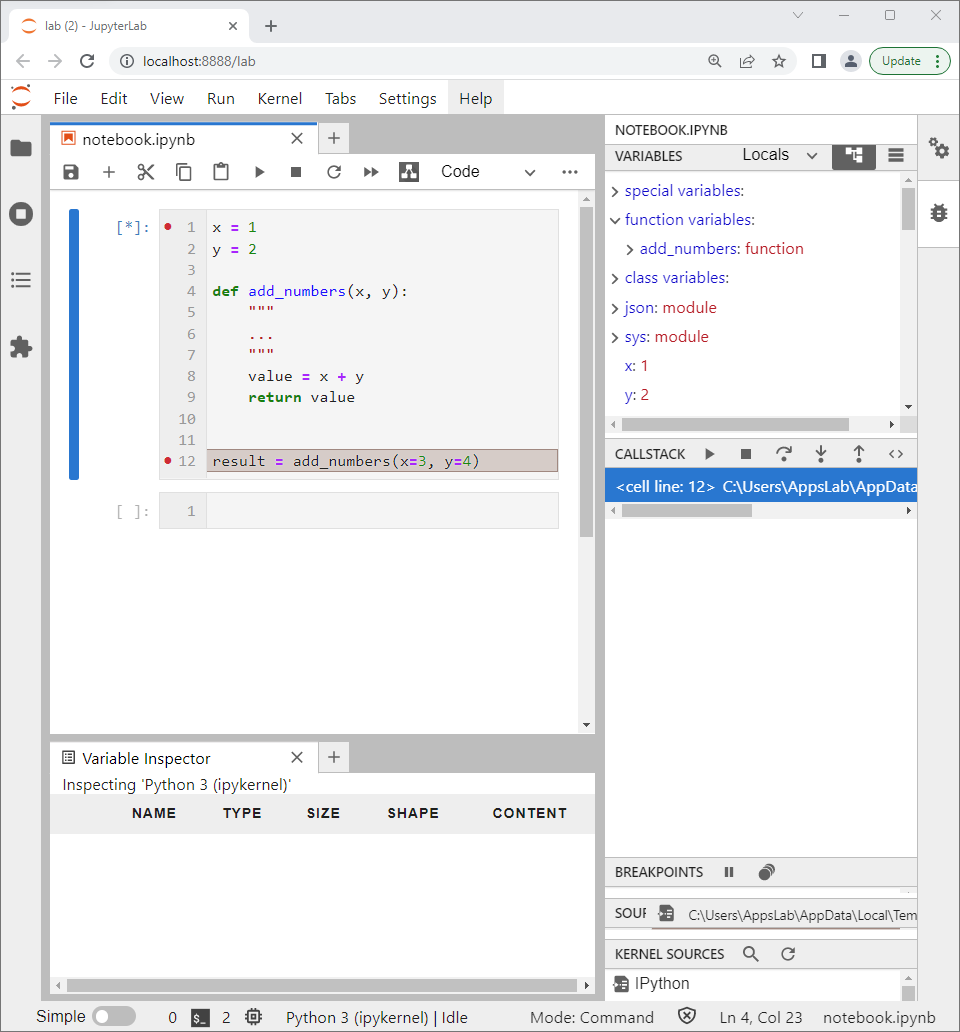 lab (2) - JupyterLab
localhost:8888/lab
Update
File Edit View Run Kernel Tabs Settings Help
notebook.ipynb
Code
[*]:
1 x = 1
2 y = 2
3
4 def add_numbers(x, y):
5     """
6     ...
7     """
8     value = x + y
9     return value
10
11
12 result = add_numbers(x=3, y=4)
[ ]: 1
Variable Inspector
Inspecting 'Python 3 (ipykernel)'
NAME TYPE SIZE SHAPE CONTENT
NOTEBOOK.IPYNB
VARIABLES Locals
special variables:
function variables:
add_numbers: function
class variables:
json: module
sys: module
x: 1
y: 2
CALLSTACK
<cell line: 12> C:\Users\AppsLab\AppData
BREAKPOINTS
SOUR C:\Users\AppsLab\AppData\Local\Tem
KERNEL SOURCES
IPython
Simple 0 $_ 2 Python 3 (ipykernel) | Idle Mode: Command Ln 4, Col 23 notebook.ipynb